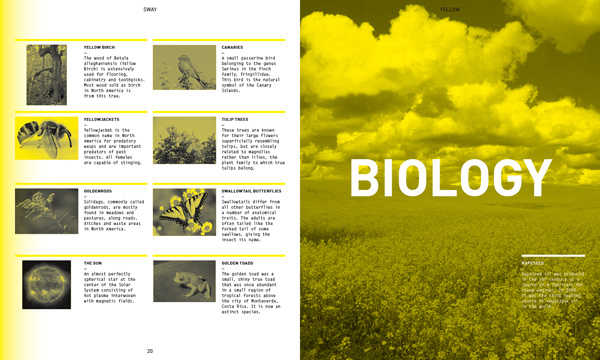 SWAY
YELLOW BIRCH
The wood of Betula
alleghaniensis (Yellow
Birch) is extensively
used for flooring,
cabinetry and toothpicks.
Most wood sold as birch
in North America is
from this tree.
CANARIES
A small passerine bird
belonging to the genus
Serinus in the finch
family, Fringillidae.
This bird is the natural
symbol of the Canary
Islands.
YELLOWJACKETS
Yellowjacket is the
common name in North
America for predatory
wasps and are important
predators of pest
insects. All females
are capable of stinging.
TULIP TREES
These trees are known
for their large flowers
superficially resembling
tulips, but are closely
related to magnolias
rather than lilies, the
plant family to which true
tulips belong.
GOLDENRODS
Solidago, commonly called
goldenrods, are mostly
found in meadows and
pastures, along roads,
ditches and waste areas
in North America.
SWALLOWTAIL BUTTERFLIES
Swallowtails differ from
all other butterflies in
a number of anatomical
traits. The adults are
often tailed like the
forked tail of some
swallows, giving the
insect its name.
THE SUN
An almost perfectly
spherical star at the
center of the Solar
System consisting of
hot plasma interwoven
with magnetic fields.
GOLDEN TOADS
The golden toad was a
small, shiny true toad
that was once abundant
in a small region of
tropical forests above
the city of Monteverde,
Costa Rica. It is now an
extinct species.
20
YELLOW
BIOLOGY
RAPESEED